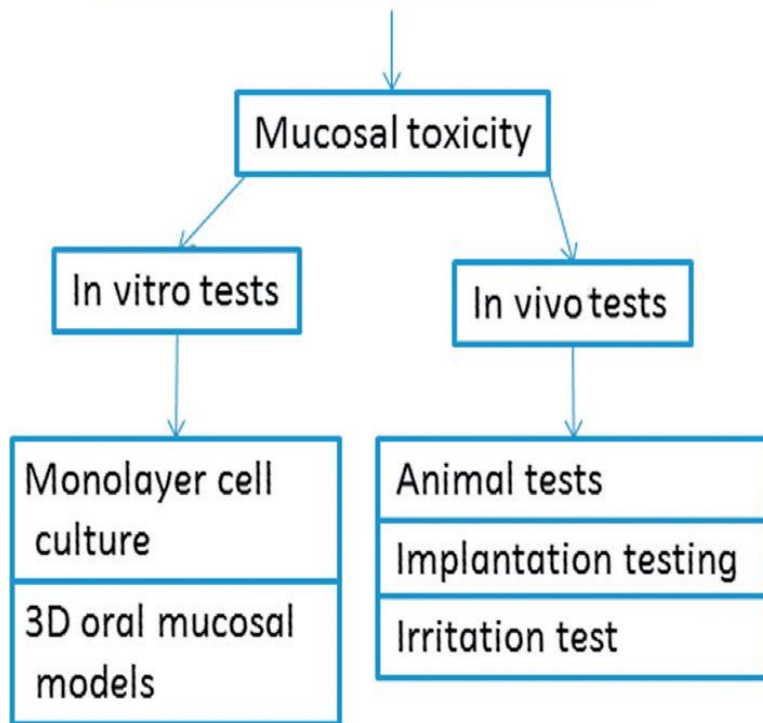 Mucosal toxicity
In vitro tests
In vivo tests
Monolayer cell
culture
3D oral mucosal
models
Animal tests
Implantation testing
Irritation test